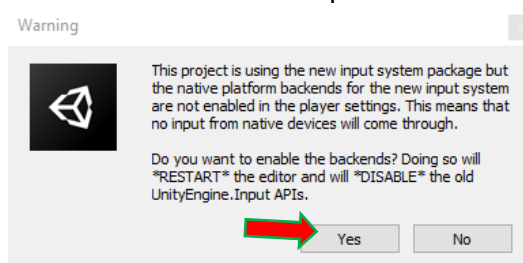 Warning
This project is using the new input system package but
the native platform backends for the new input system
are not enabled in the player settings. This means that
no input from native devices will come through.
Do you want to enable the backends? Doing so will
*RESTART* the editor and will *DISABLE* the old
UnityEngine.Input APIs.
Yes No